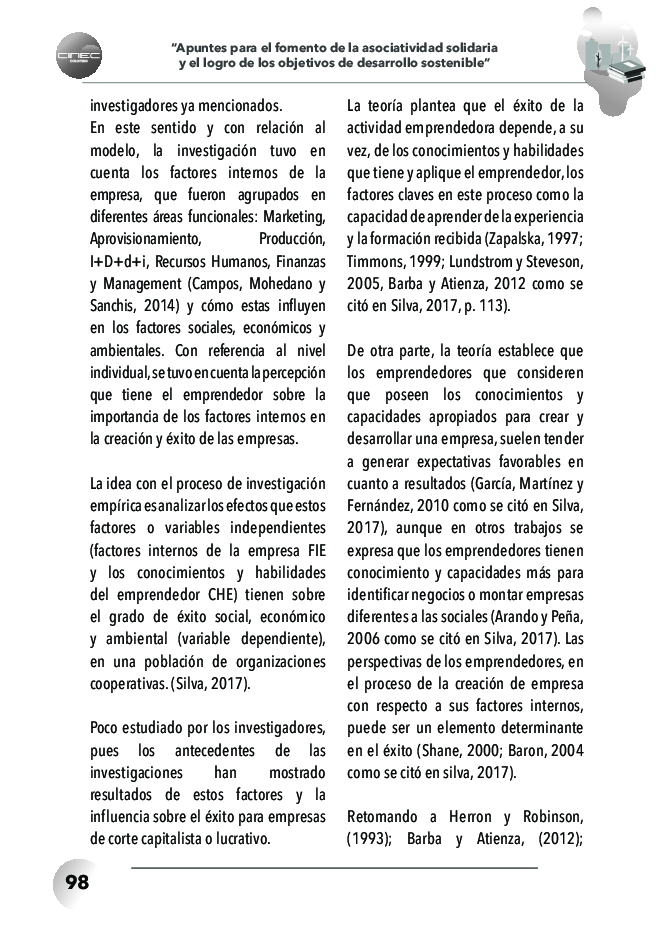 CINEC
COLOMBIA
“Apuntes para el fomento de la asociatividad solidaria
y el logro de los objetivos de desarrollo sostenible”
investigadores ya mencionados.
En este sentido y con relación al
modelo, la investigación tuvo en
cuenta los factores internos de la
empresa, que fueron agrupados en
diferentes áreas funcionales: Marketing,
Aprovisionamiento, Producción,
I+D+d+i, Recursos Humanos, Finanzas
y Management (Campos, Mohedano y
Sanchis, 2014) y cómo estas influyen
en los factores sociales, económicos y
ambientales. Con referencia al nivel
individual, se tuvo en cuenta la percepción
que tiene el emprendedor sobre la
importancia de los factores internos en
la creación y éxito de las empresas.
La idea con el proceso de investigación
empírica es analizar los efectos que estos
factores o variables independientes
(factores internos de la empresa FIE
y los conocimientos y habilidades
del emprendedor CHE) tienen sobre
el grado de éxito social, económico
y ambiental (variable dependiente),
en una población de organizaciones
cooperativas. (Silva, 2017).
Poco estudiado por los investigadores,
pues los antecedentes de las
investigaciones han mostrado
resultados de estos factores y la
influencia sobre el éxito para empresas
de corte capitalista o lucrativo.
La teoría plantea que el éxito de la
actividad emprendedora depende, a su
vez, de los conocimientos y habilidades
que tiene y aplique el emprendedor, los
factores claves en este proceso como la
capacidad de aprender de la experiencia
y la formación recibida (Zapalska, 1997;
Timmons, 1999; Lundstrom y Steveson,
2005, Barba y Atienza, 2012 como se
citó en Silva, 2017, p. 113).
De otra parte, la teoría establece que
los emprendedores que consideren
que poseen los conocimientos y
capacidades apropiados para crear y
desarrollar una empresa, suelen tender
a generar expectativas favorables en
cuanto a resultados (García, Martínez y
Fernández, 2010 como se citó en Silva,
2017), aunque en otros trabajos se
expresa que los emprendedores tienen
conocimiento y capacidades más para
identificar negocios o montar empresas
diferentes a las sociales (Arando y Peña,
2006 como se citó en Silva, 2017). Las
perspectivas de los emprendedores, en
el proceso de la creación de empresa
con respecto a sus factores internos,
puede ser un elemento determinante
en el éxito (Shane, 2000; Baron, 2004
como se citó en silva, 2017).
Retomando a Herron y Robinson,
(1993); Barba y Atienza, (2012);
98